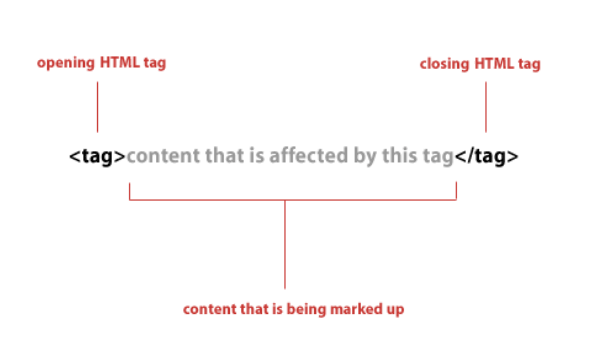 opening HTML tag
closing HTML tag
<tag>content that is affected by this tag</tag>
content that is being marked up